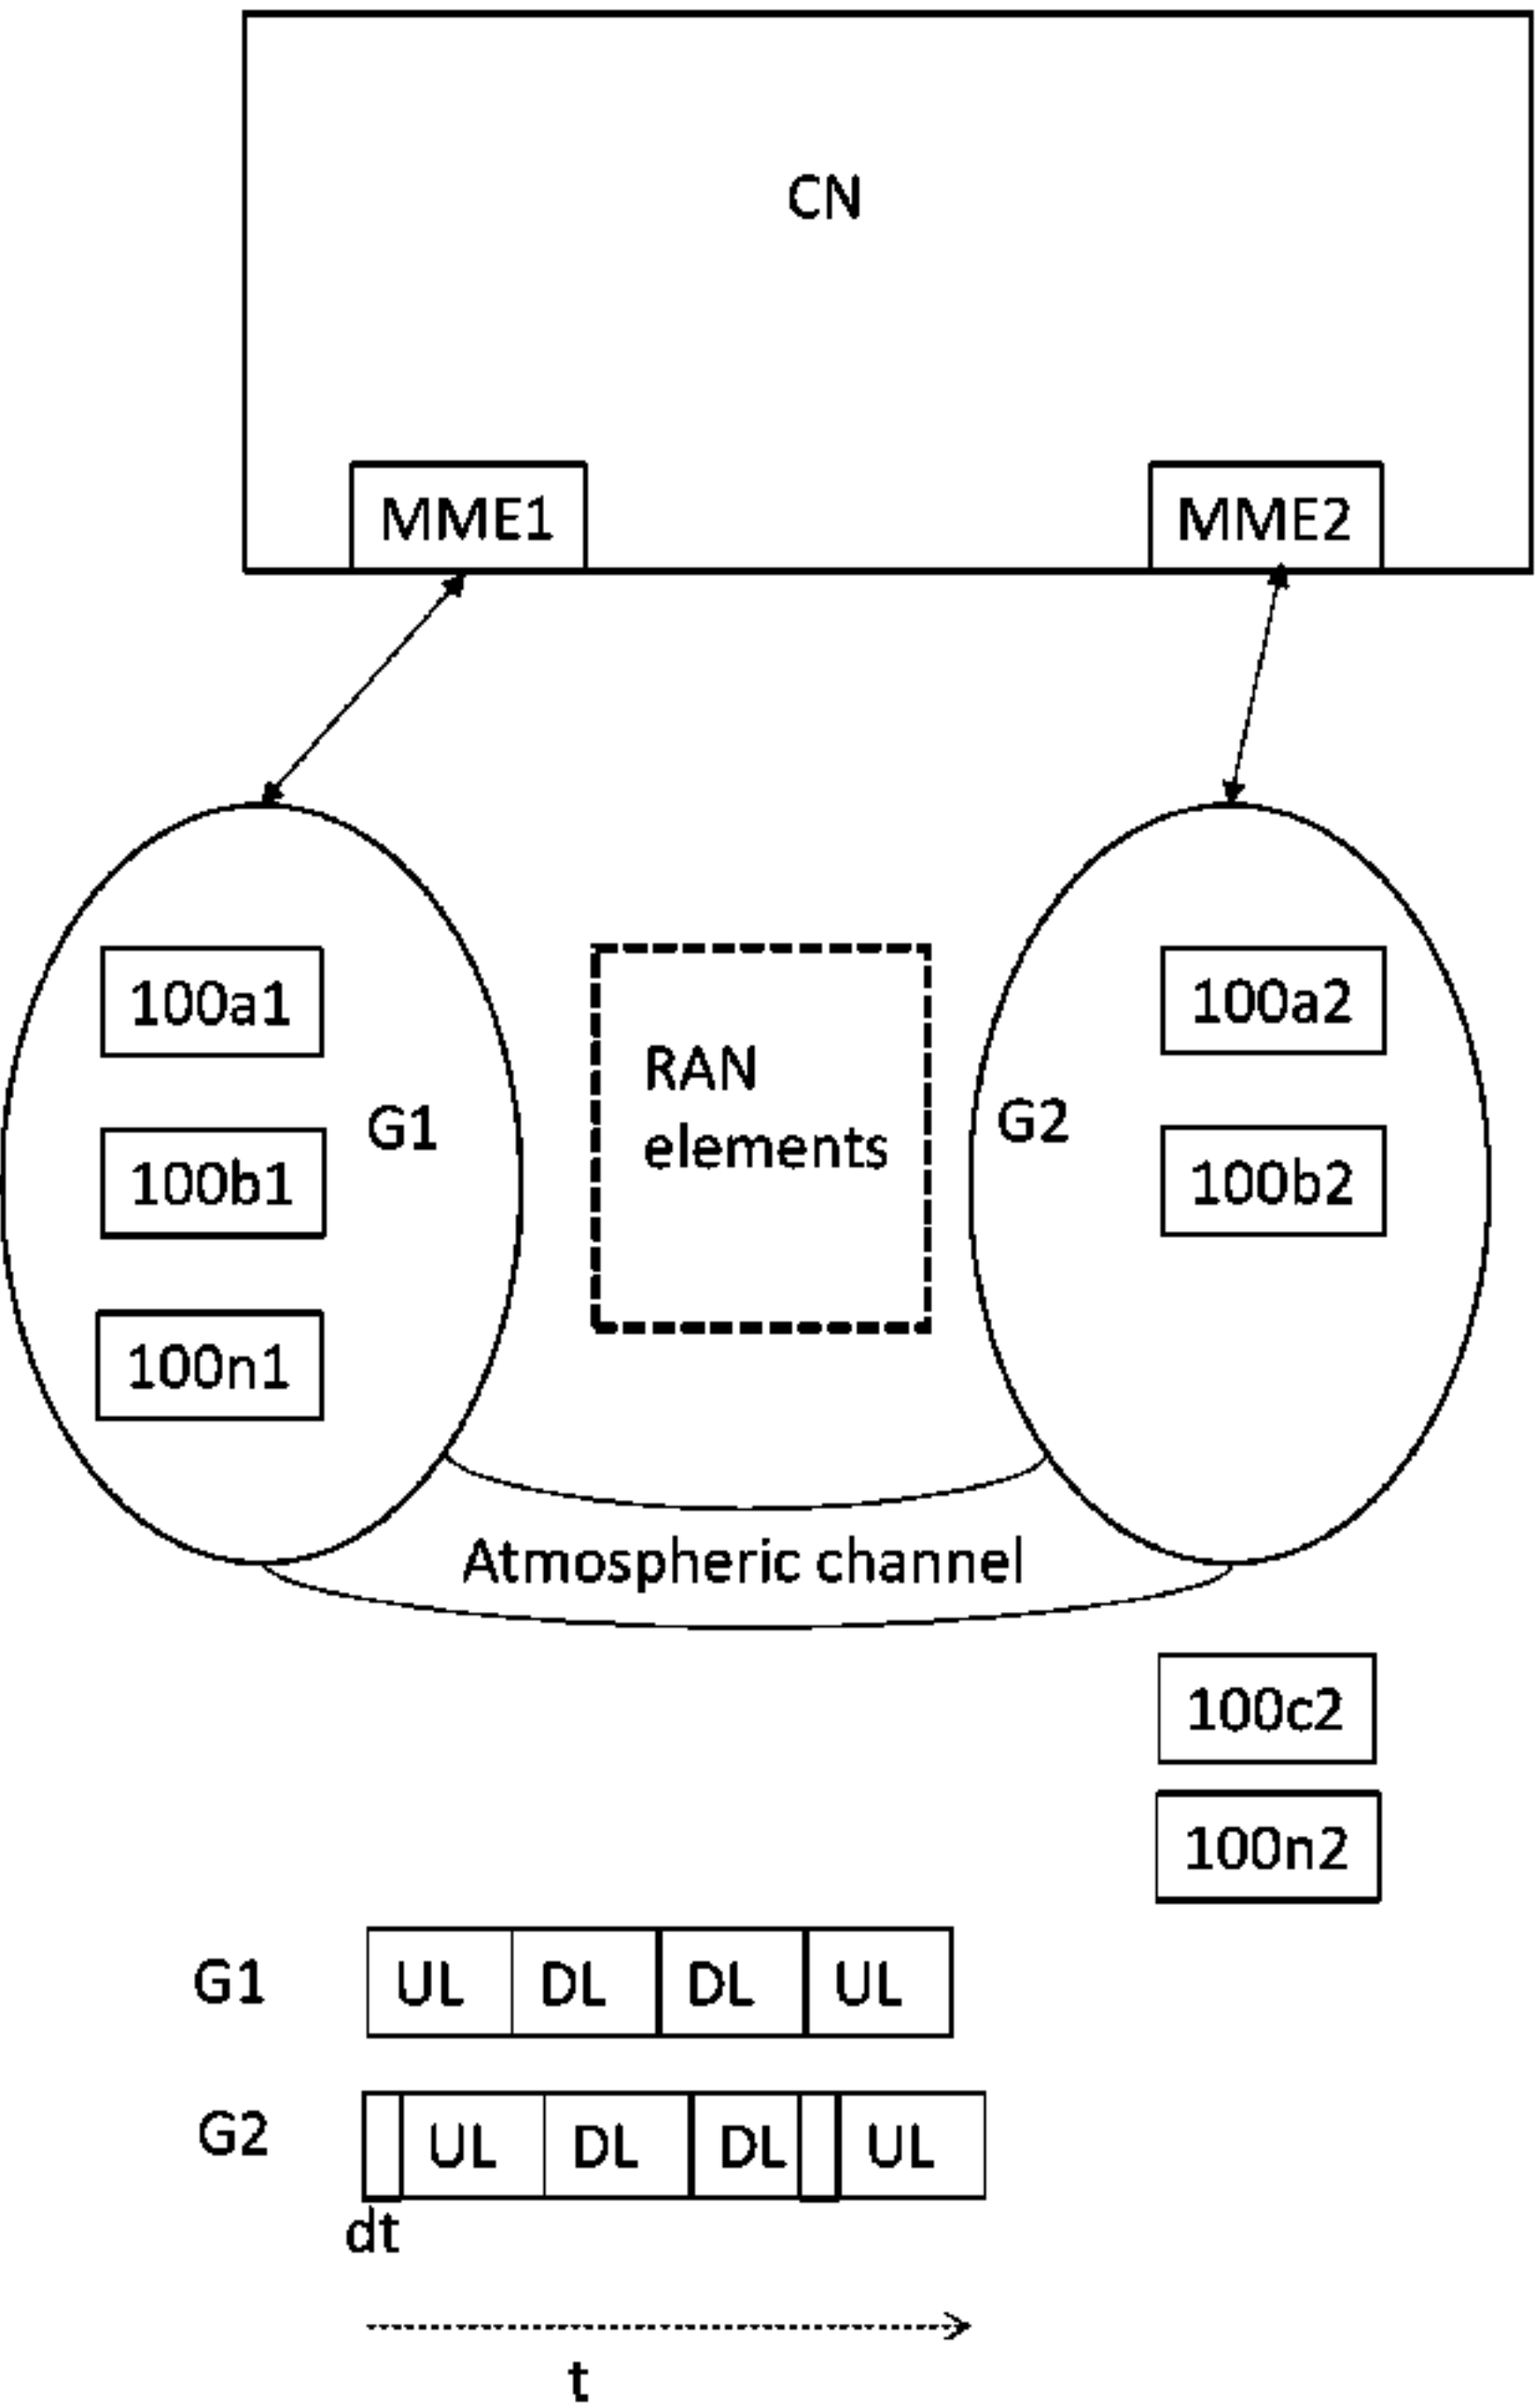 CN
MME1
MME2
100a1
100b1
100n1
G1
RAN
elements
G2
100a2
100b2
Atmospheric channel
100c2
100n2
G1 UL DL DL UL
G2 UL DL DL UL
dt
t